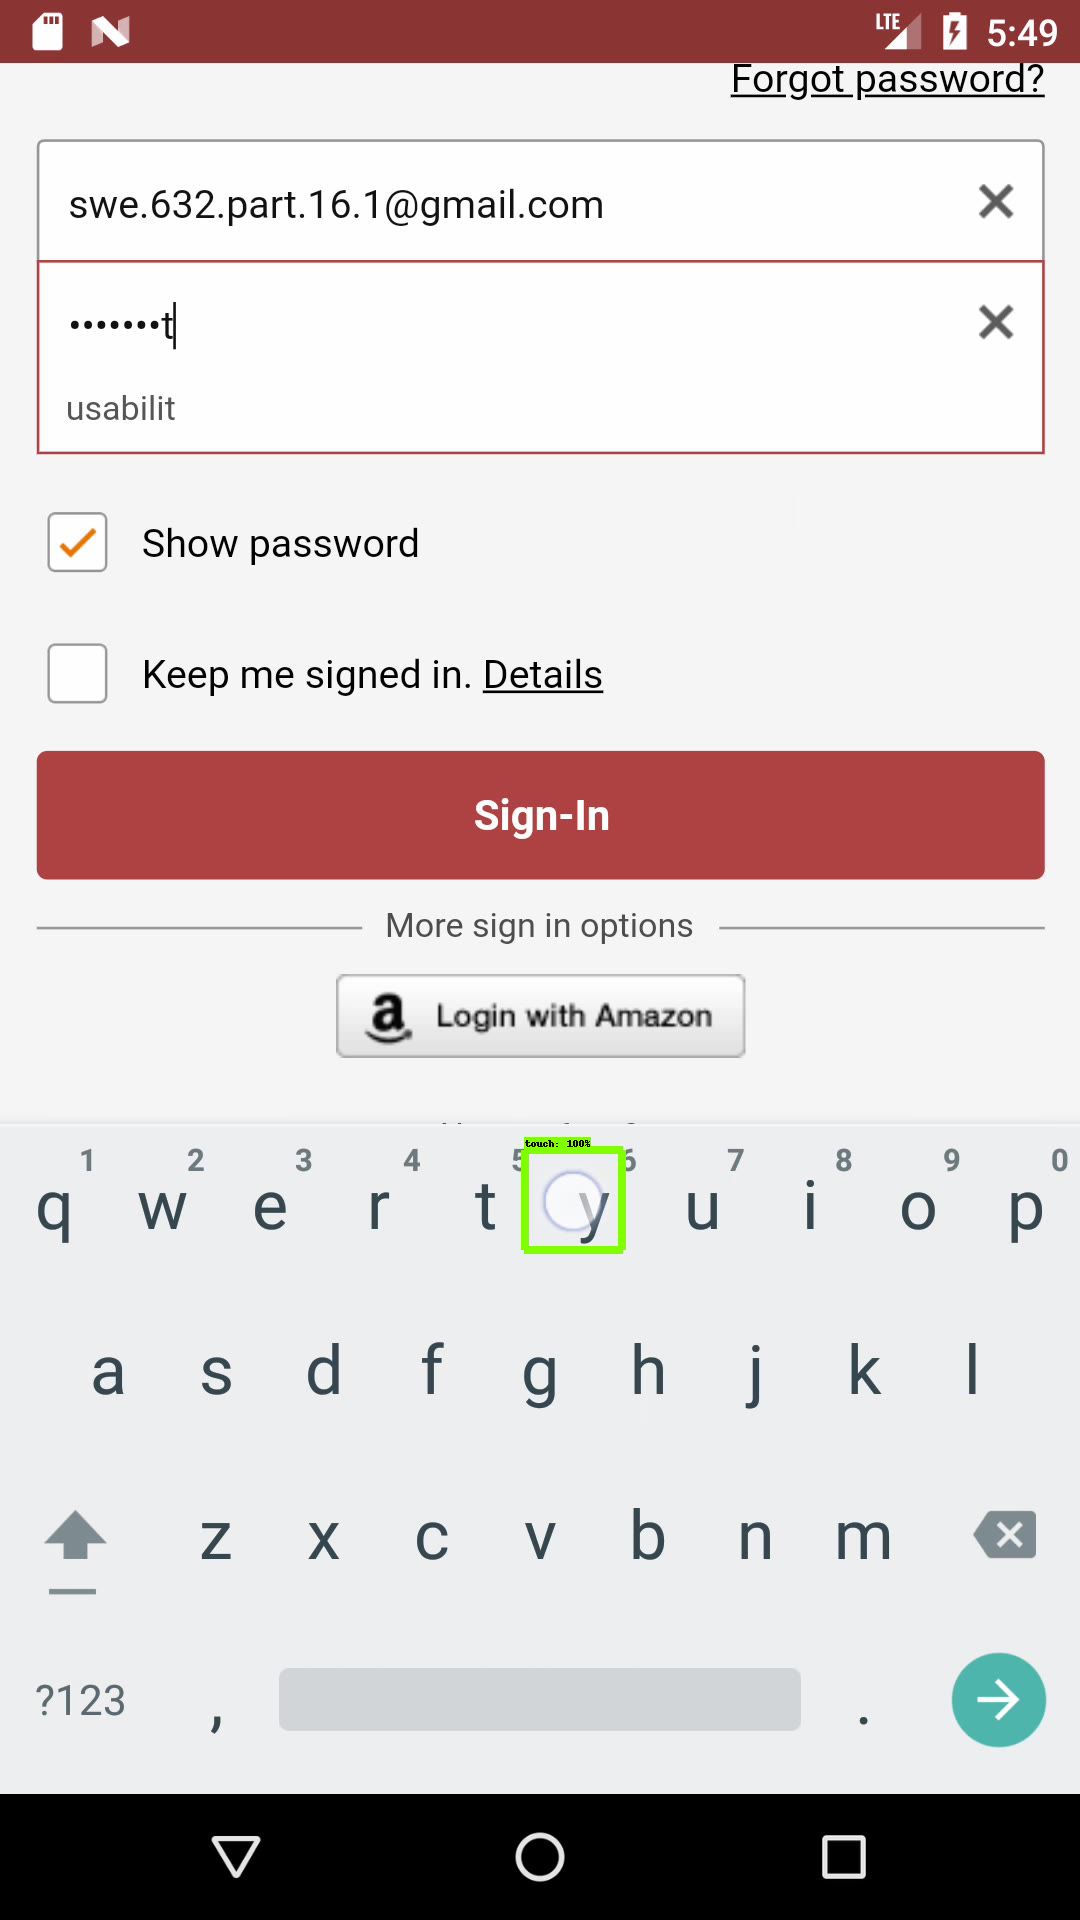 LTE 5:49
Forgot password?
swe.632.part.16.1@gmail.com
•••••••t
usabilit
Show password
Keep me signed in. Details
Sign-In
More sign in options
a Login with Amazon
touch: 100%
1 2 3 4 5 6 7 8 9 0
q w e r t y u i o p
a s d f g h j k l
z x c v b n m
?123 , .